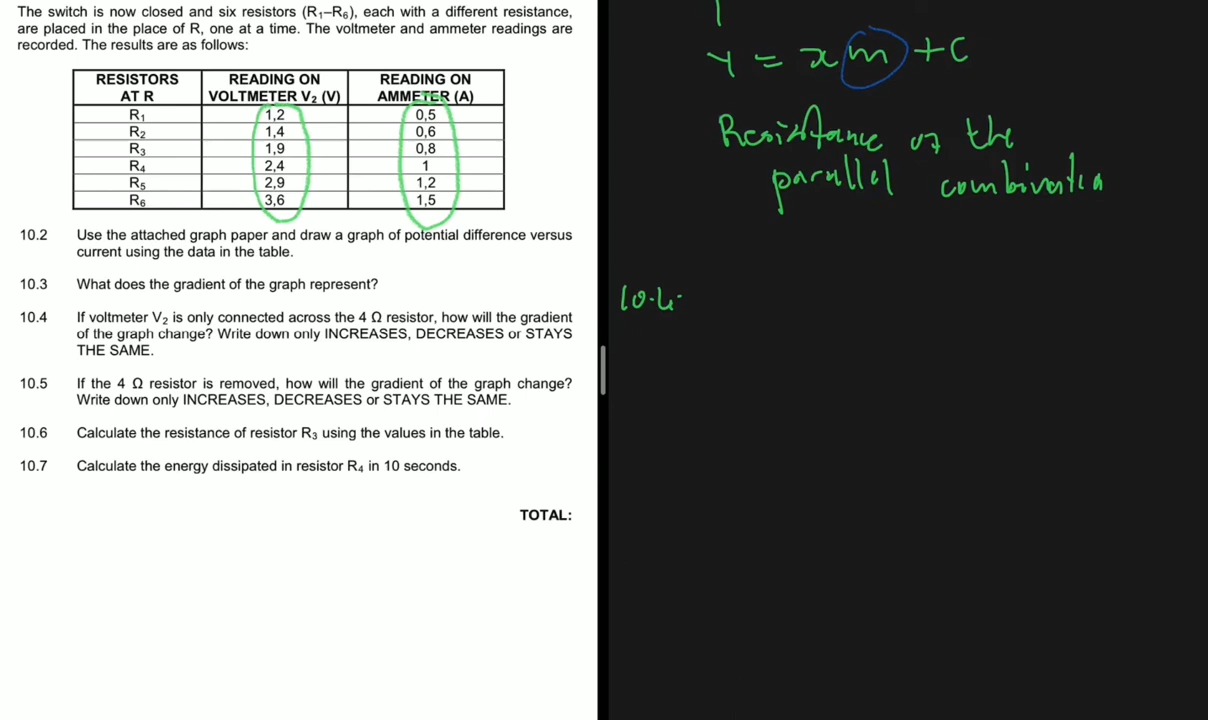 The switch is now closed and six resistors (R₁–R₆), each with a different resistance,
are placed in the place of R, one at a time. The voltmeter and ammeter readings are
recorded. The results are as follows:
RESISTORS AT R READING ON VOLTMETER V₂ (V) READING ON AMMETER (A)
R₁ 1,2 0,5
R₂ 1,4 0,6
R₃ 1,9 0,8
R₄ 2,4 1
R₅ 2,9 1,2
R₆ 3,6 1,5
10.2 Use the attached graph paper and draw a graph of potential difference versus
current using the data in the table.
10.3 What does the gradient of the graph represent?
10.4 If voltmeter V₂ is only connected across the 4 Ω resistor, how will the gradient
of the graph change? Write down only INCREASES, DECREASES or STAYS
THE SAME.
10.5 If the 4 Ω resistor is removed, how will the gradient of the graph change?
Write down only INCREASES, DECREASES or STAYS THE SAME.
10.6 Calculate the resistance of resistor R₃ using the values in the table.
10.7 Calculate the energy dissipated in resistor R₄ in 10 seconds.
TOTAL:
y = xm + c
Resistance of the
parallel combination
10.4.